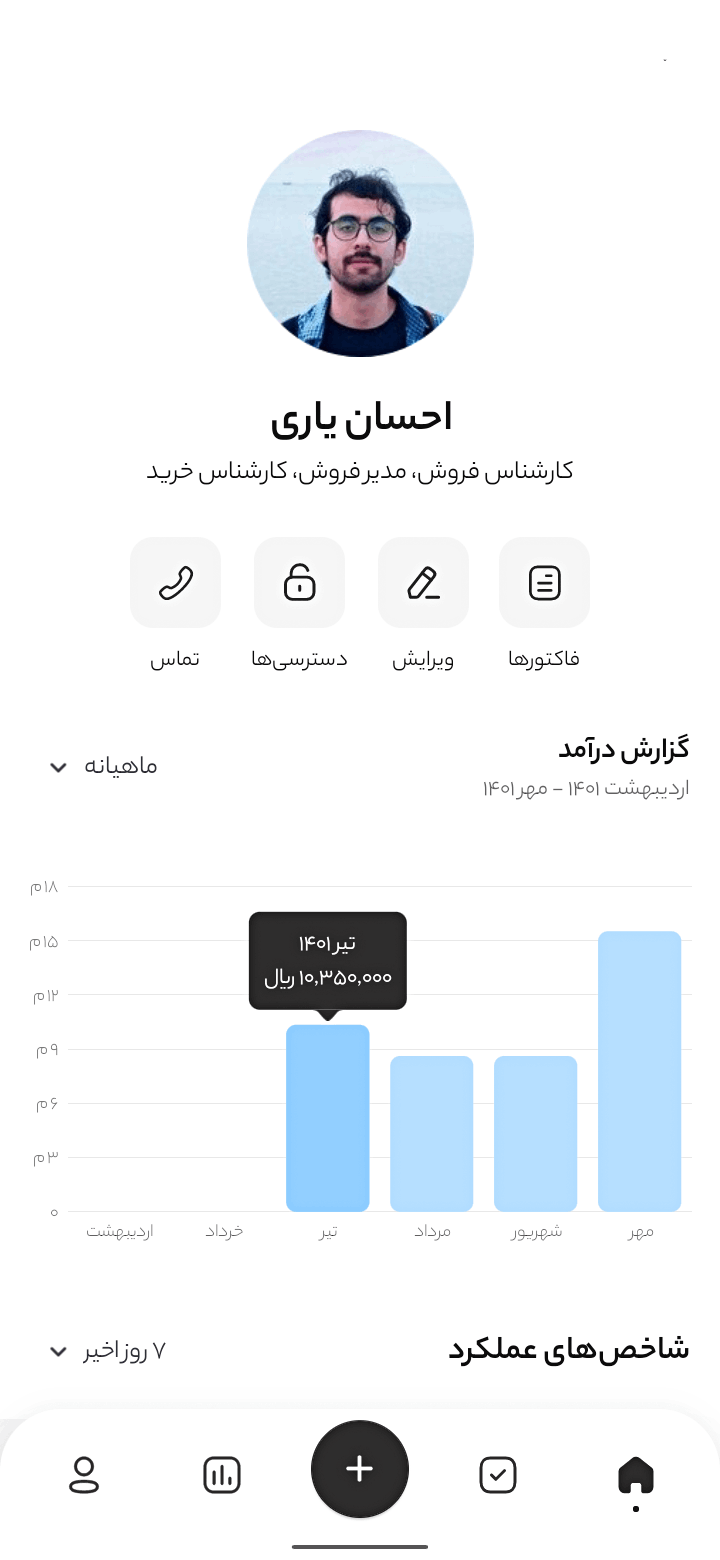 احسان یاری
کارشناس فروش، مدیر فروش، کارشناس خرید
فاکتورها
ویرایش
دسترسی‌ها
تماس
گزارش درآمد
ماهیانه
اردیبهشت ۱۴۰۱ - مهر ۱۴۰۱
۱۸م
۱۵م
۱۲م
۹م
۶م
۳م
۰
تیر ۱۴۰۱
۱۰,۳۵۰,۰۰۰ ریال
اردیبهشت
خرداد
تیر
مرداد
شهریور
مهر
شاخص‌های عملکرد
۷ روز اخیر